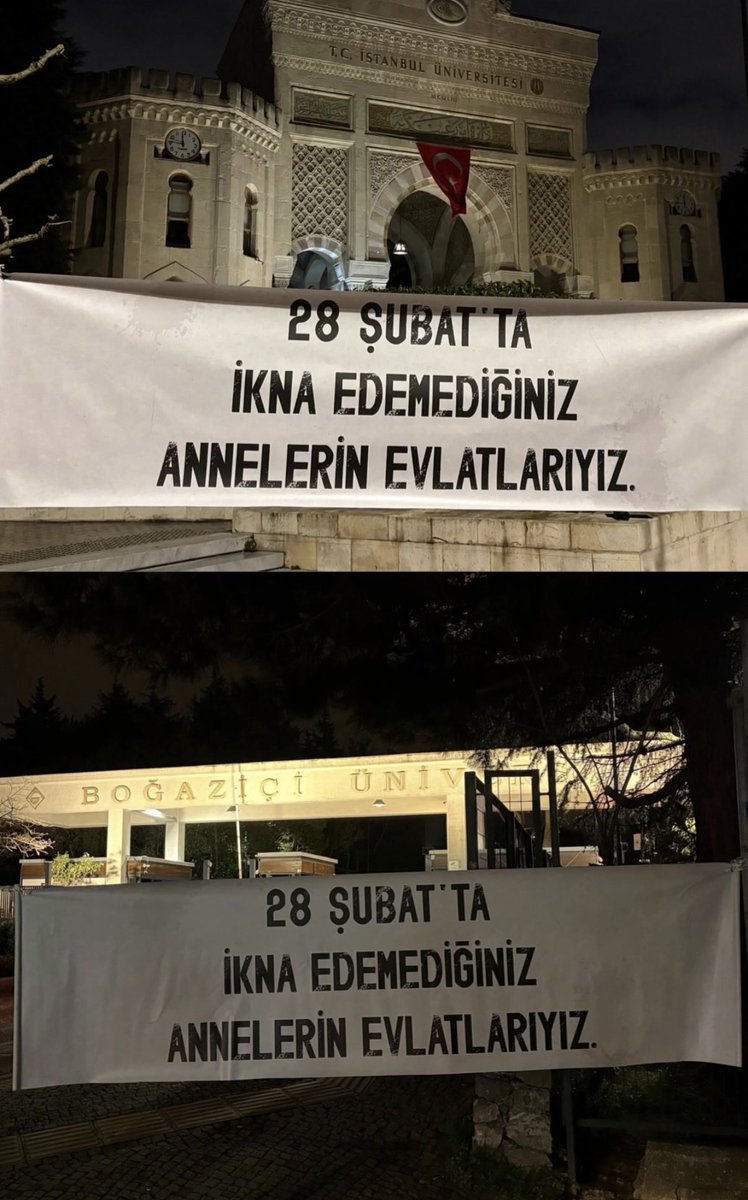 T.C. İSTANBUL ÜNİVERSİTESİ
28 ŞUBAT'TA
İKNA EDEMEDİĞİNİZ
ANNELERİN EVLATLARIYIZ.
BOĞAZİÇİ ÜNİV
28 ŞUBAT'TA
İKNA EDEMEDİĞİNİZ
ANNELERİN EVLATLARIYIZ.